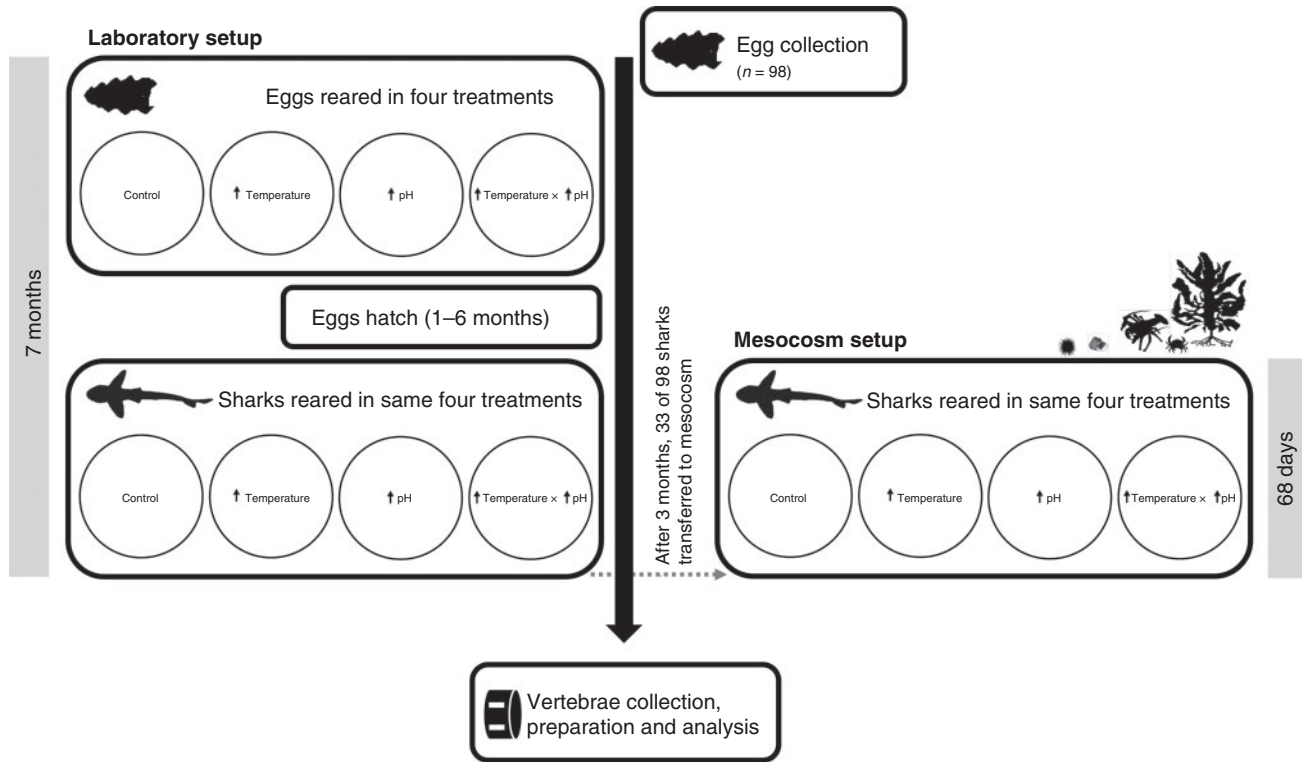 Laboratory setup
Egg collection
(n = 98)
Eggs reared in four treatments
Control
↑ Temperature
↑ pH
↑ Temperature × ↑ pH
7 months
Eggs hatch (1–6 months)
Sharks reared in same four treatments
Control
↑ Temperature
↑ pH
↑ Temperature × ↑ pH
After 3 months, 33 of 98 sharks
transferred to mesocosm
Mesocosm setup
Sharks reared in same four treatments
Control
↑ Temperature
↑ pH
↑ Temperature × ↑ pH
68 days
Vertebrae collection,
preparation and analysis